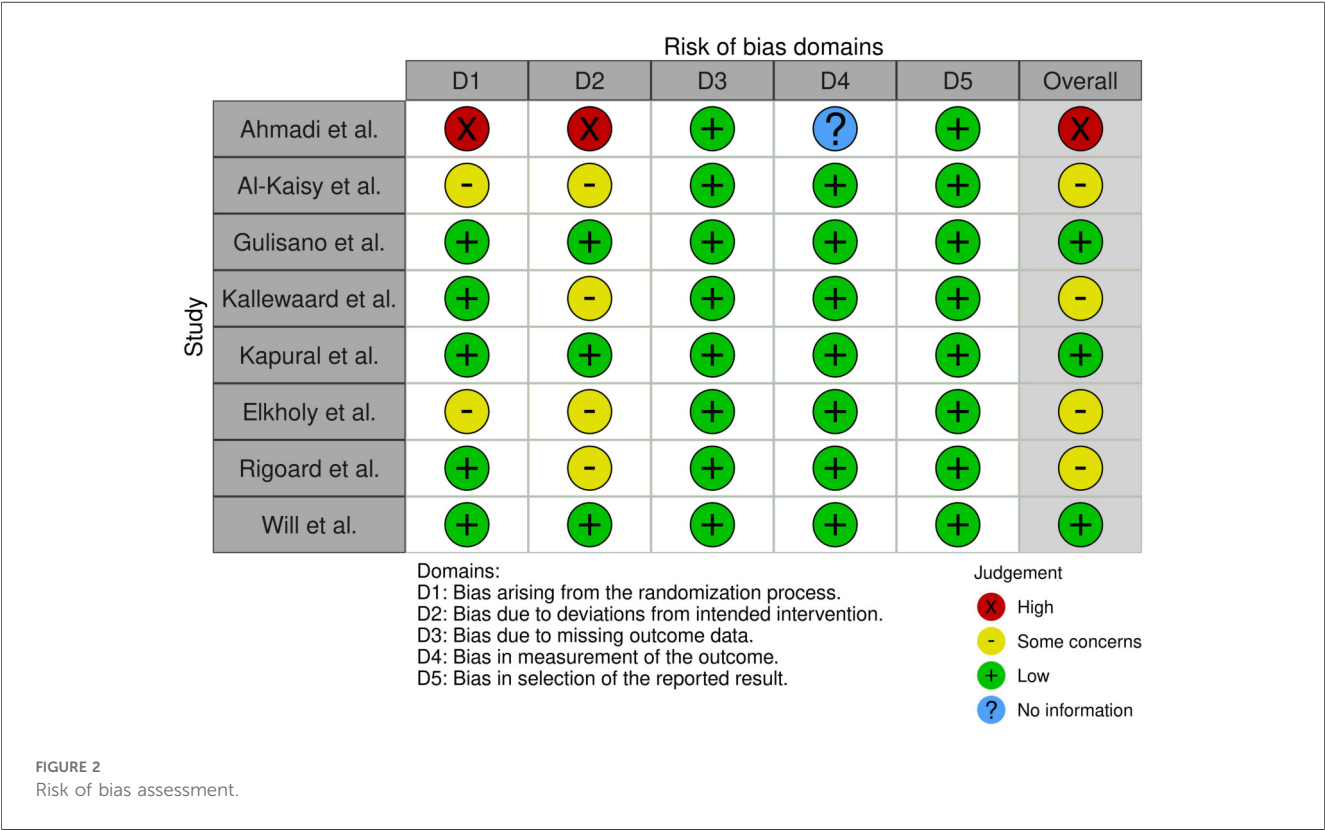 Risk of bias domains
D1 D2 D3 D4 D5 Overall
Study
Ahmadi et al. X X + ? + X
Al-Kaisy et al. - - + + + -
Gulisano et al. + + + + + +
Kallewaard et al. + - + + + -
Kapural et al. + + + + + +
Elkholy et al. - - + + + -
Rigoard et al. + - + + + -
Will et al. + + + + + +
Domains:
D1: Bias arising from the randomization process.
D2: Bias due to deviations from intended intervention.
D3: Bias due to missing outcome data.
D4: Bias in measurement of the outcome.
D5: Bias in selection of the reported result.
Judgement
X High
- Some concerns
+ Low
? No information
FIGURE 2
Risk of bias assessment.